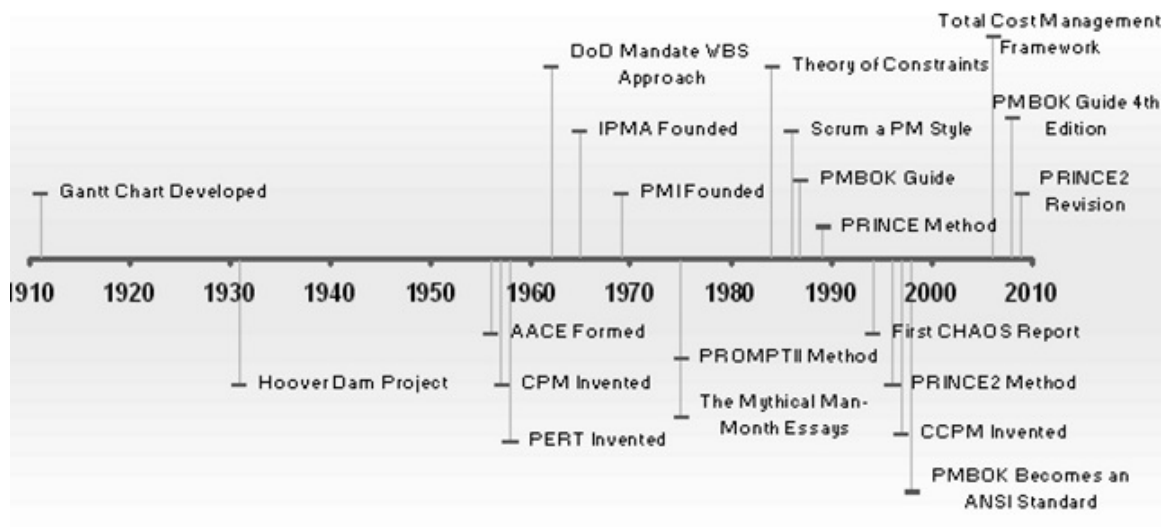 Total Cost Management
Framework
DoD Mandate WBS
Approach
Theory of Constraints
PMBOK Guide 4th
Edition
IPMA Founded
Scrum a PM Style
Gantt Chart Developed
PMI Founded
PMBOK Guide
PRINCE2
Revision
PRINCE Method
1910 1920 1930 1940 1950 1960 1970 1980 1990 2000 2010
AACE Formed
First CHAOS Report
PROMPTII Method
Hoover Dam Project
CPM Invented
PRINCE2 Method
The Mythical Man-
Month Essays
PERT Invented
CCPM Invented
PMBOK Becomes an
ANSI Standard